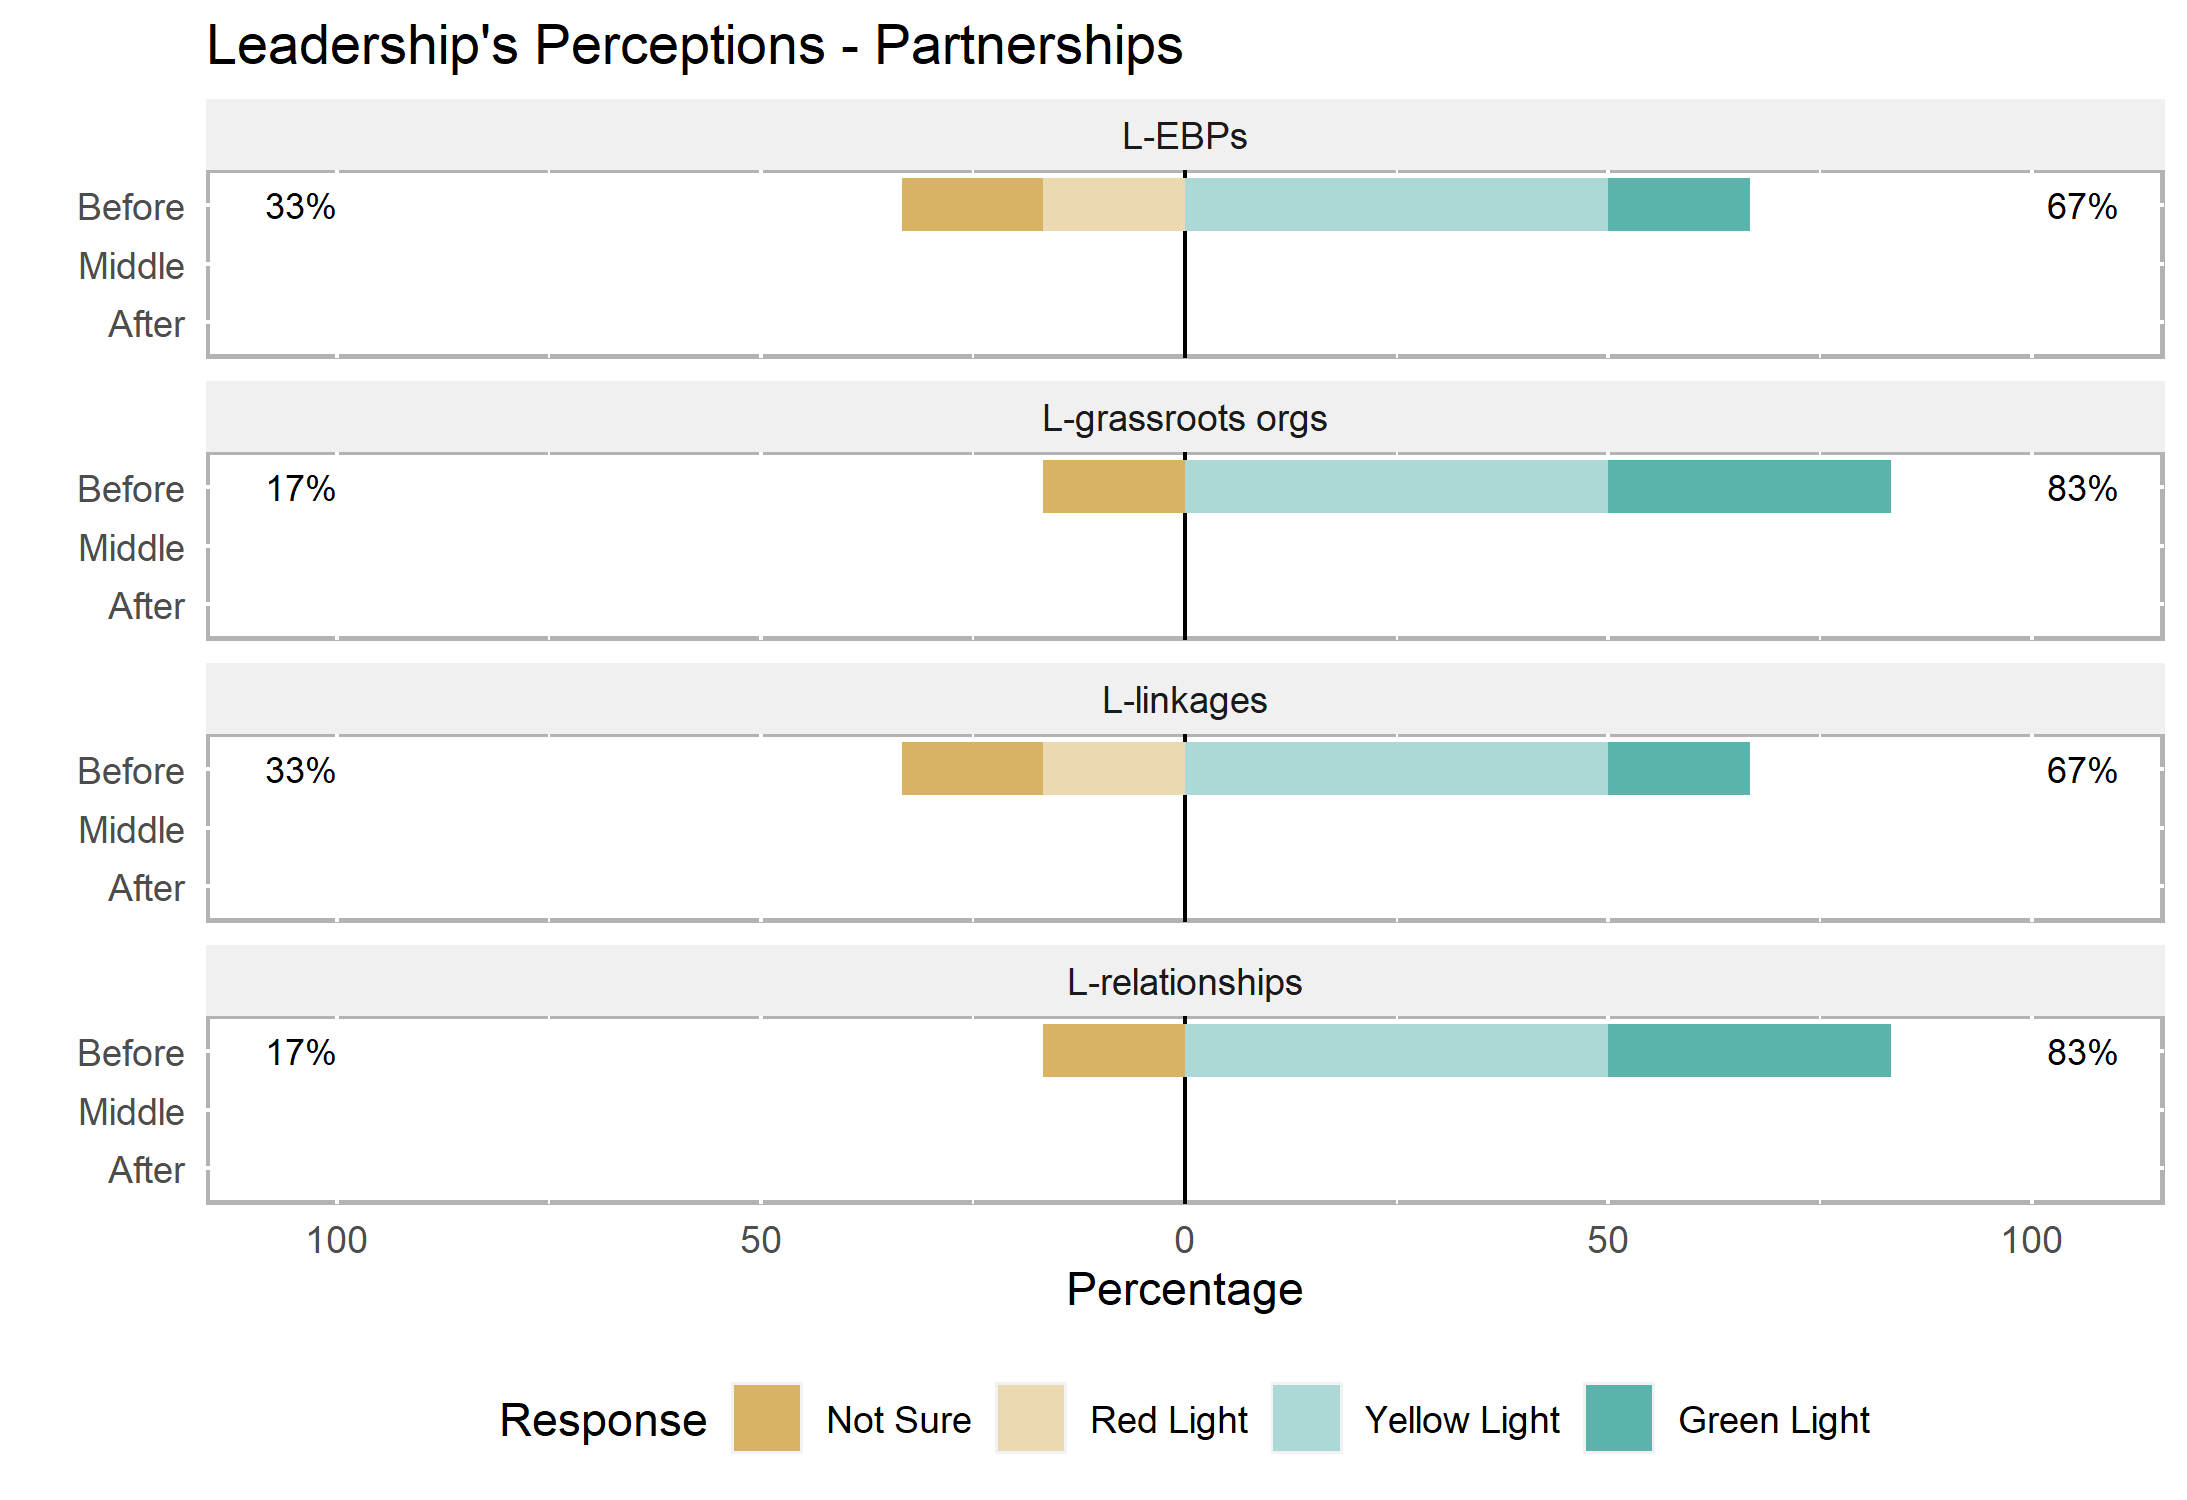 Leadership's Perceptions - Partnerships
L-EBPs
Before 33% 67%
Middle
After
L-grassroots orgs
Before 17% 83%
Middle
After
L-linkages
Before 33% 67%
Middle
After
L-relationships
Before 17% 83%
Middle
After
100 50 0 50 100
Percentage
Response Not Sure Red Light Yellow Light Green Light